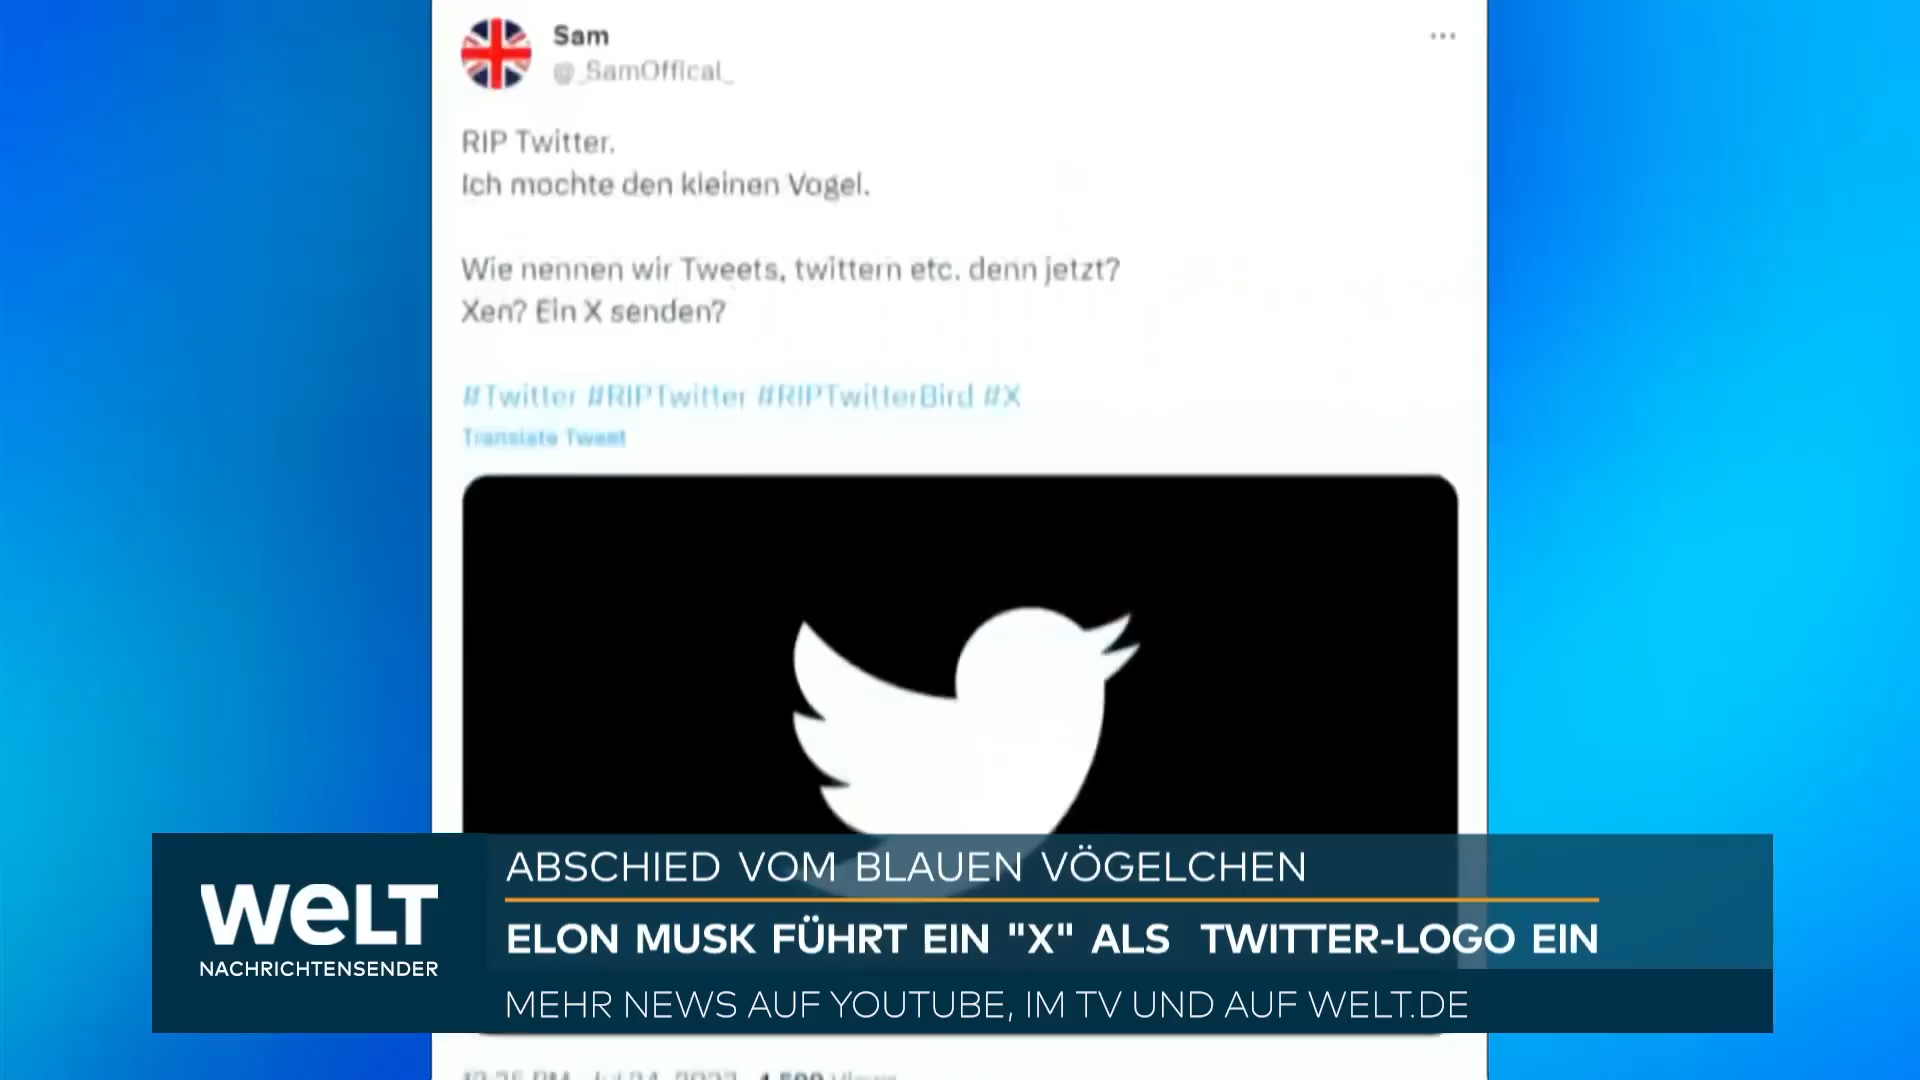 Sam
@_SamOffical_
RIP Twitter.
Ich mochte den kleinen Vogel.
Wie nennen wir Tweets, twittern etc. denn jetzt?
Xen? Ein X senden?
#Twitter #RIPTwitter #RIPTwitterBird #X
Translate Tweet
ABSCHIED VOM BLAUEN VÖGELCHEN
ELON MUSK FÜHRT EIN "X" ALS TWITTER-LOGO EIN
MEHR NEWS AUF YOUTUBE, IM TV UND AUF WELT.DE
WELT
NACHRICHTENSENDER